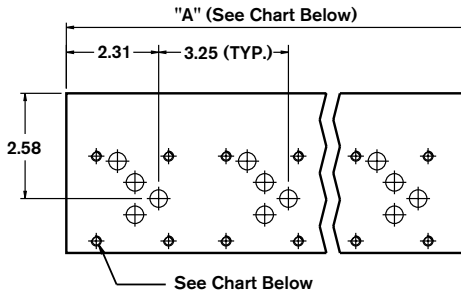 "A" (See Chart Below)
2.31
3.25 (TYP.)
2.58
See Chart Below